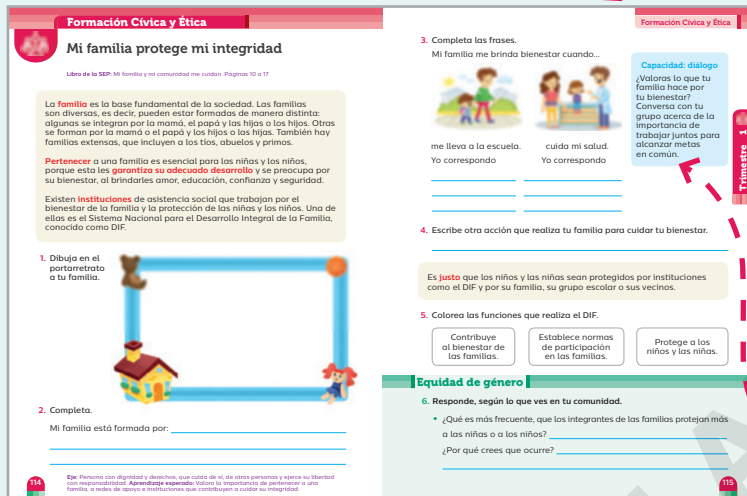 Formación Cívica y Ética
Mi familia protege mi integridad
Libro de la SEP: Mi familia y mi comunidad me cuidan. Páginas 10 a 17
La familia es la base fundamental de la sociedad. Las familias
son diversas, es decir, pueden estar formadas de manera distinta:
algunas se integran por la mamá, el papá y las hijas o los hijos. Otras
se forman por la mamá o el papá y los hijos o las hijas. También hay
familias extensas, que incluyen a los tíos, abuelos y primos.
Pertenecer a una familia es esencial para las niñas y los niños,
porque esta les garantiza su adecuado desarrollo y se preocupa por
su bienestar, al brindarles amor, educación, confianza y seguridad.
Existen instituciones de asistencia social que trabajan por el
bienestar de la familia y la protección de las niñas y los niños. Una de
ellas es el Sistema Nacional para el Desarrollo Integral de la Familia,
conocido como DIF.
1. Dibuja en el
portarretrato
a tu familia.
2. Completa.
Mi familia está formada por:
Eje: Persona con dignidad y derechos, que cuida de sí, de otras personas y ejerce su libertad
con responsabilidad. Aprendizaje esperado: Valora la importancia de pertenecer a una
familia, a redes de apoyo e instituciones que contribuyen a cuidar su integridad.
114
Formación Cívica y Ética
3. Completa las frases.
Mi familia me brinda bienestar cuando...
me lleva a la escuela.
Yo correspondo
cuida mi salud.
Yo correspondo
Capacidad: diálogo
¿Valoras lo que tu
familia hace por
tu bienestar?
Conversa con tu
grupo acerca de la
importancia de
trabajar juntos para
alcanzar metas
en común.
Trimestre 1
4. Escribe otra acción que realiza tu familia para cuidar tu bienestar.
Es justo que los niños y las niñas sean protegidos por instituciones
como el DIF y por su familia, su grupo escolar o sus vecinos.
5. Colorea las funciones que realiza el DIF.
Contribuye
al bienestar de
las familias.
Establece normas
de participación
en las familias.
Protege a los
niños y las niñas.
Equidad de género
6. Responde, según lo que ves en tu comunidad.
• ¿Qué es más frecuente, que los integrantes de las familias protejan más
a las niñas o a los niños?
¿Por qué crees que ocurre?
115